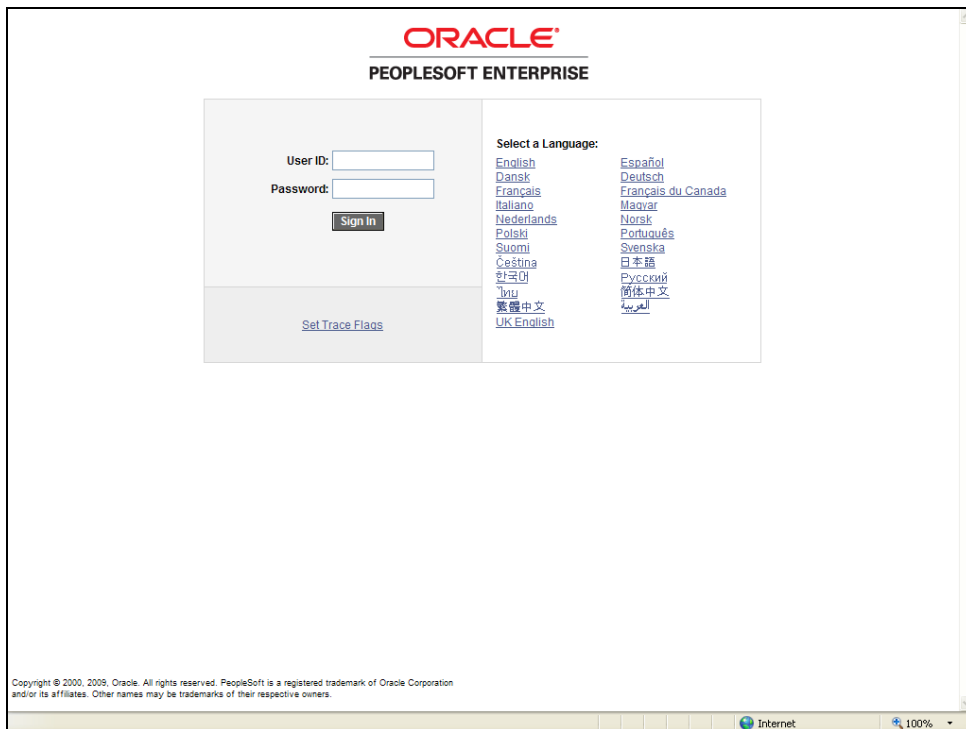 ORACLE®
PEOPLESOFT ENTERPRISE
User ID:
Password:
Sign In
Set Trace Flags
Select a Language:
English Español
Dansk Deutsch
Français Français du Canada
Italiano Magyar
Nederlands Norsk
Polski Português
Suomi Svenska
Čeština 日本語
한국어 Русский
ไทย 简体中文
繁體中文 العربية
UK English
Copyright © 2000, 2009, Oracle. All rights reserved. PeopleSoft is a registered trademark of Oracle Corporation
and/or its affiliates. Other names may be trademarks of their respective owners.
Internet 100%